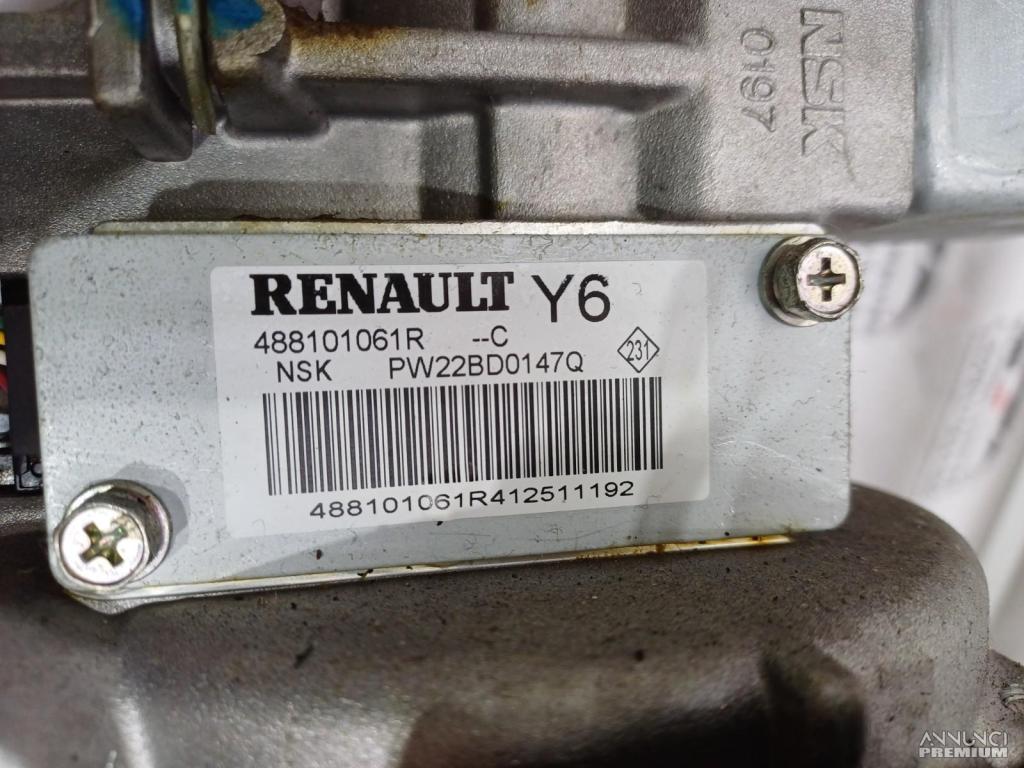 NSK
0197
RENAULT Y6
488101061R --C
NSK PW22BD0147Q 231
488101061R412511192
ANNUNCI
PREMIUM